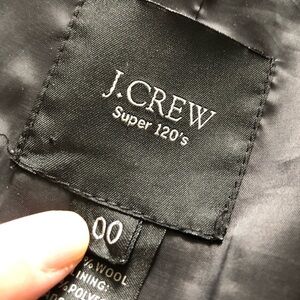 J.CREW
Super 120's
00
% WOOL
LINING: